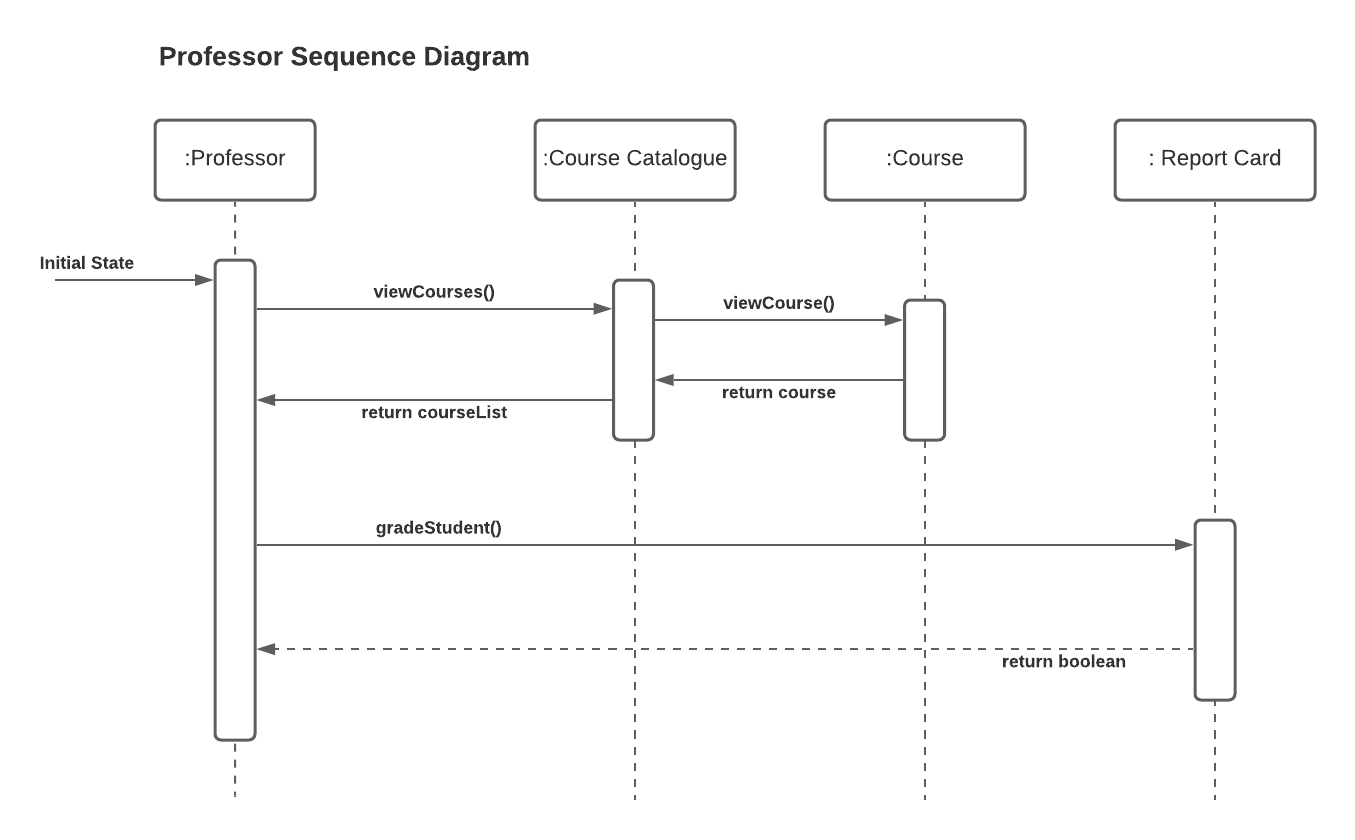 Professor Sequence Diagram
:Professor
:Course Catalogue
:Course
: Report Card
Initial State
viewCourses()
viewCourse()
return course
return courseList
gradeStudent()
return boolean